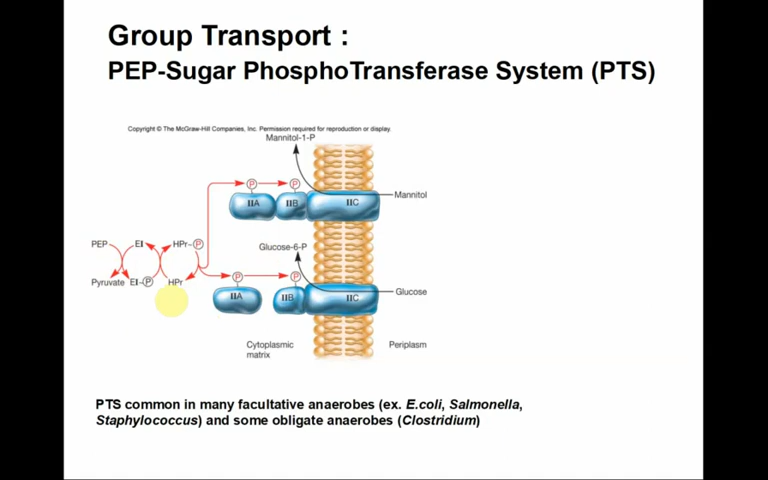 Group Transport :
PEP-Sugar PhosphoTransferase System (PTS)
Copyright © The McGraw-Hill Companies, Inc. Permission required for reproduction or display.
Mannitol-1-P
P
P
IIA
IIB
IIC
Mannitol
PEP
EI
HPr-P
Glucose-6-P
Pyruvate
EI-P
HPr
P
P
IIA
IIB
IIC
Glucose
Cytoplasmic
matrix
Periplasm
PTS common in many facultative anaerobes (ex. E.coli, Salmonella,
Staphylococcus) and some obligate anaerobes (Clostridium)